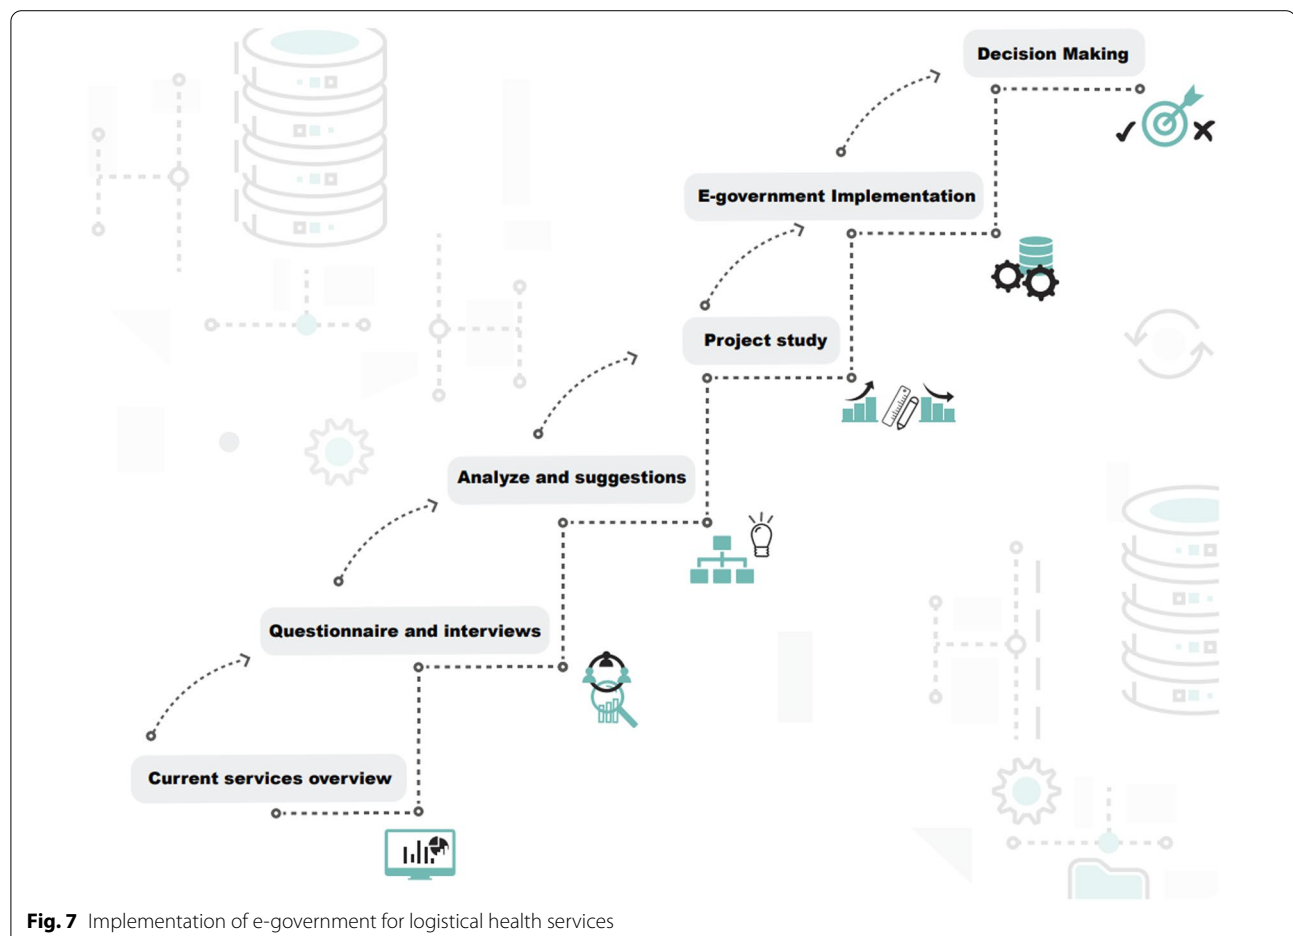 Decision Making
E-government Implementation
Project study
Analyze and suggestions
Questionnaire and interviews
Current services overview
Fig. 7 Implementation of e-government for logistical health services